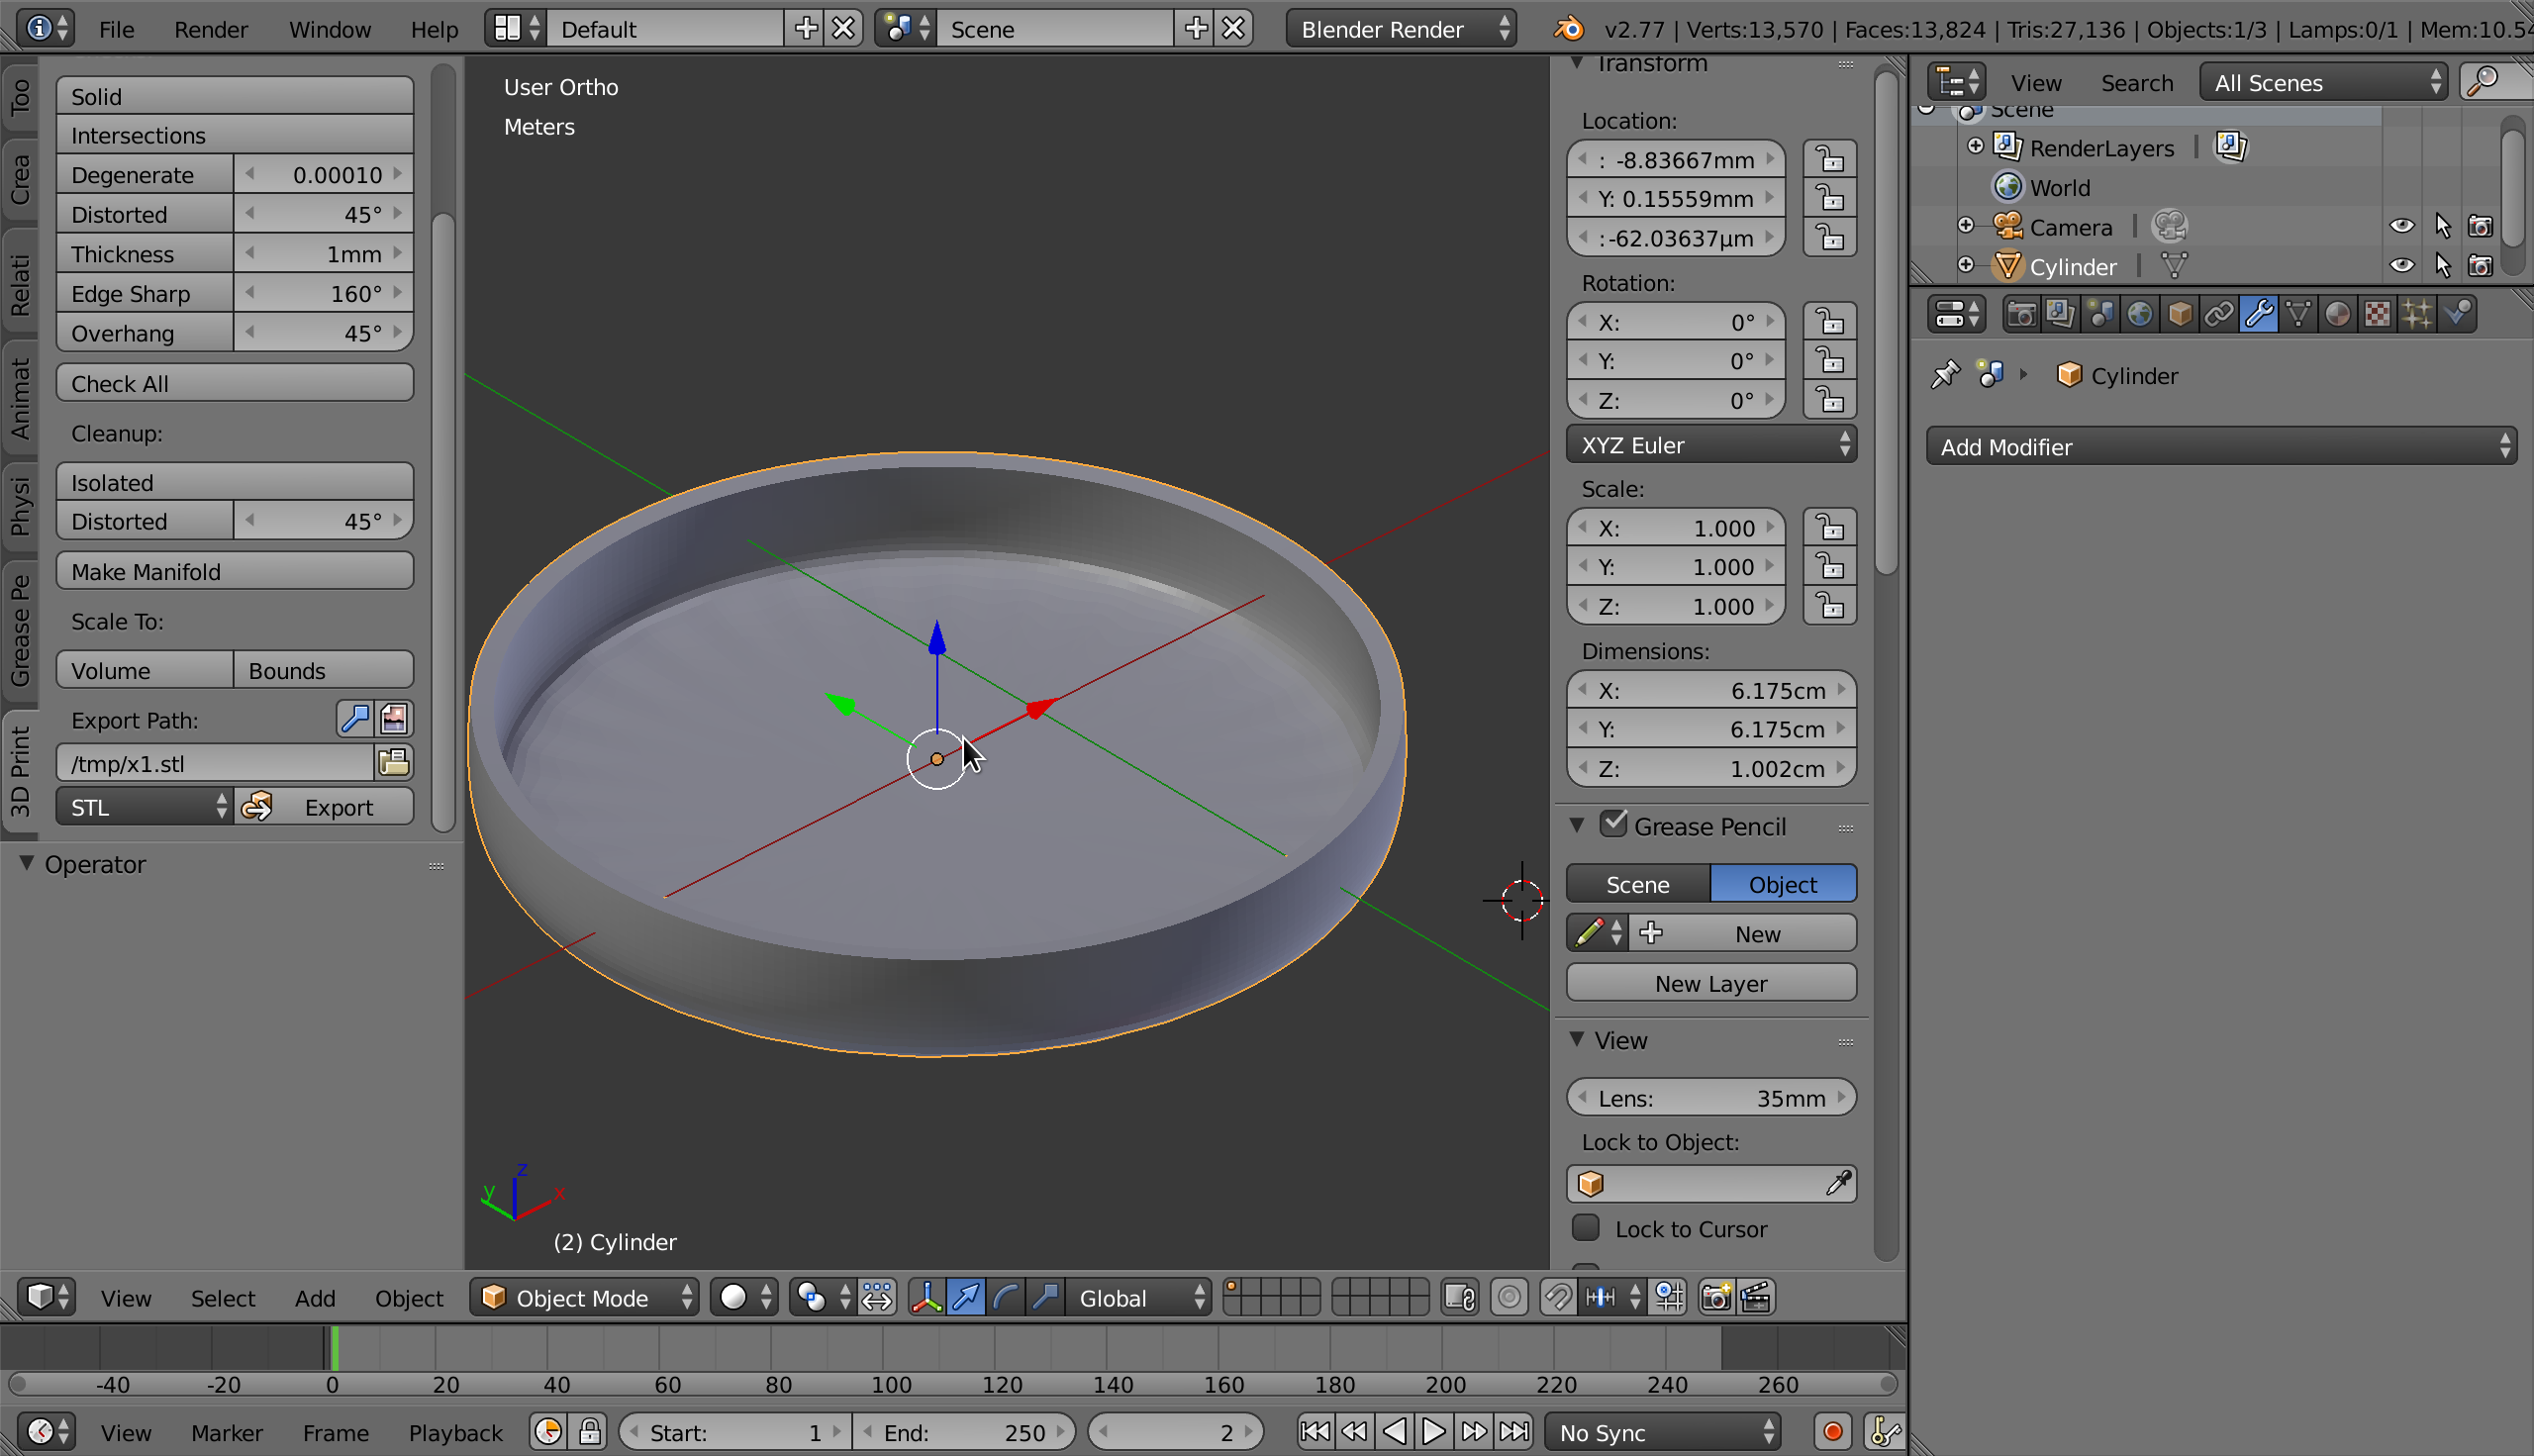 File Render Window Help Default Scene Blender Render v2.77 | Verts:13,570 | Faces:13,824 | Tris:27,136 | Objects:1/3 | Lamps:0/1 | Mem:10.54
Too
Crea
Relati
Animat
Physi
Grease Pe
3D Print
Solid
Intersections
Degenerate 0.00010
Distorted 45°
Thickness 1mm
Edge Sharp 160°
Overhang 45°
Check All
Cleanup:
Isolated
Distorted 45°
Make Manifold
Scale To:
Volume Bounds
Export Path:
/tmp/x1.stl
STL Export
Operator
User Ortho
Meters
z
y x
(2) Cylinder
Transform
Location:
: -8.83667mm
Y: 0.15559mm
:-62.03637µm
Rotation:
X: 0°
Y: 0°
Z: 0°
XYZ Euler
Scale:
X: 1.000
Y: 1.000
Z: 1.000
Dimensions:
X: 6.175cm
Y: 6.175cm
Z: 1.002cm
Grease Pencil
Scene Object
New
New Layer
View
Lens: 35mm
Lock to Object:
Lock to Cursor
View Search All Scenes
Scene
RenderLayers
World
Camera
Cylinder
Cylinder
Add Modifier
View Select Add Object Object Mode Global
-40 -20 0 20 40 60 80 100 120 140 160 180 200 220 240 260
View Marker Frame Playback Start: 1 End: 250 2 No Sync